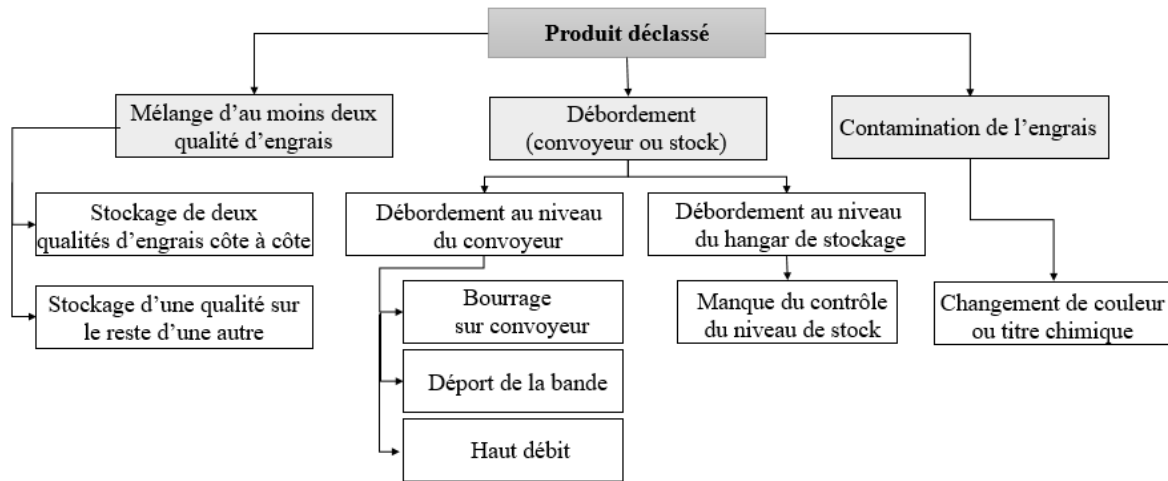 Produit déclassé
Mélange d'au moins deux
qualité d'engrais
Débordement
(convoyeur ou stock)
Contamination de l'engrais
Stockage de deux
qualités d'engrais côte à côte
Débordement au niveau
du convoyeur
Débordement au niveau
du hangar de stockage
Stockage d'une qualité sur
le reste d'une autre
Bourrage
sur convoyeur
Manque du contrôle
du niveau de stock
Changement de couleur
ou titre chimique
Déport de la bande
Haut débit